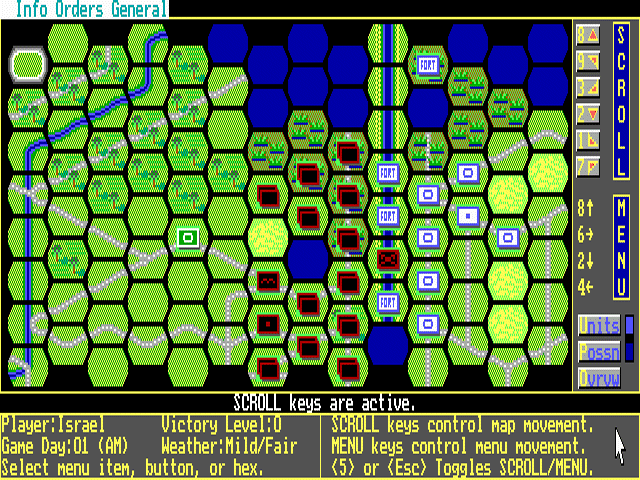 Info Orders General
FORT
FORT
FORT
FORT
S
C
R
O
L
L
8
9
3
2
1
7
8↑
6→
2↓
4←
M
E
N
U
Units
Possn
Ovrvw
SCROLL keys are active.
Player:Israel Victory Level:0
Game Day:01 (AM) Weather:Mild/Fair
Select menu item, button, or hex.
SCROLL keys control map movement.
MENU keys control menu movement.
<5> or <Esc> Toggles SCROLL/MENU.